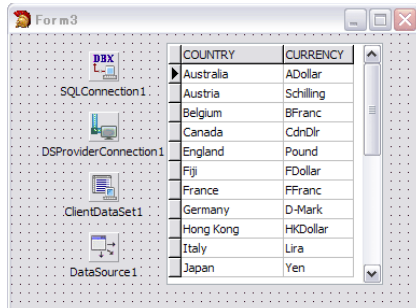 Form3
DBX
SQLConnection1
DSProviderConnection1
ClientDataSet1
DataSource1
COUNTRY CURRENCY
Australia ADollar
Austria Schilling
Belgium BFranc
Canada CdnDlr
England Pound
Fiji FDollar
France FFranc
Germany D-Mark
Hong Kong HKDollar
Italy Lira
Japan Yen